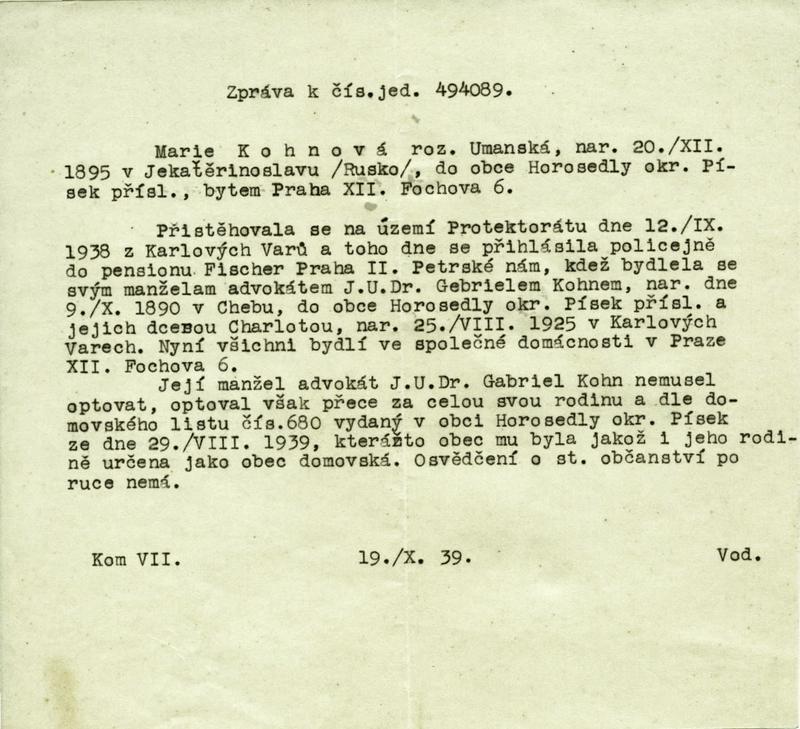 Zpráva k čís.jed. 494089.
Marie K o h n o v á roz. Umanská, nar. 20./XII.
1895 v Jekatěrinoslavu /Rusko/, do obce Horosedly okr. Pí-
sek přísl., bytem Praha XII. Fochova 6.
Přistěhovala se na území Protektorátu dne 12./IX.
1938 z Karlových Varů a toho dne se přihlásila policejně
do pensionu Fischer Praha II. Petrské nám, kdež bydlela se
svým manželam advokátem J.U.Dr. Gebrielem Kohnem, nar. dne
9./X. 1890 v Chebu, do obce Horosedly okr. Písek přísl. a
jejich dcerou Charlotou, nar. 25./VIII. 1925 v Karlových
Varech. Nyní všichni bydlí ve společné domácnosti v Praze
XII. Fochova 6.
Její manžel advokát J.U.Dr. Gabriel Kohn nemusel
optovat, optoval však přece za celou svou rodinu a dle do-
movského listu čís.680 vydaný v obci Horosedly okr. Písek
ze dne 29./VIII. 1939, kterážto obec mu byla jakož i jeho rodi-
ně určena jako obec domovská. Osvědčení o st. občanství po
ruce nemá.
Kom VII. 19./X. 39. Vod.